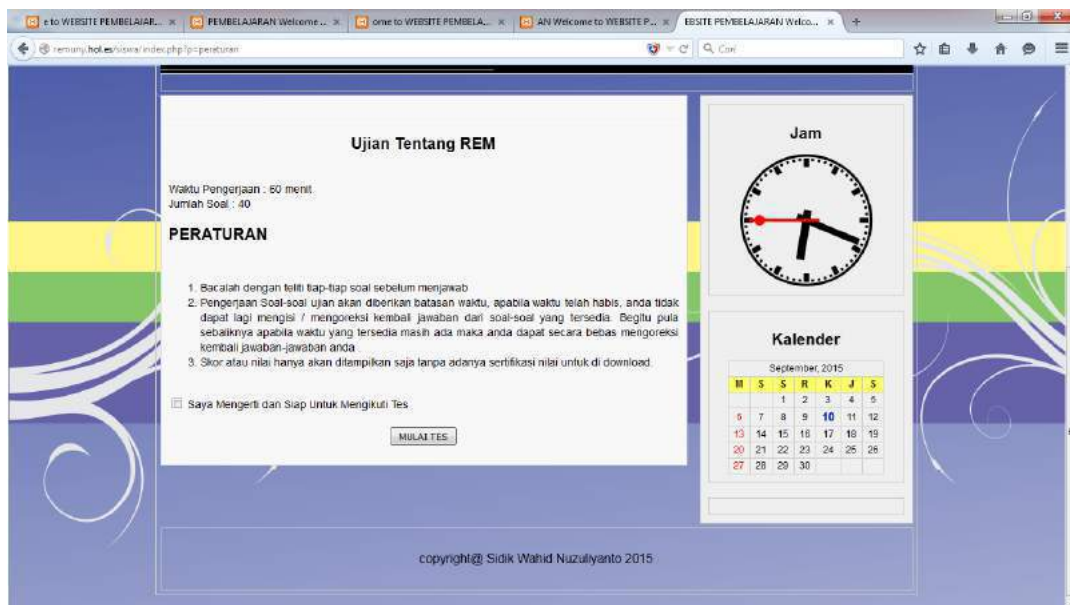 e to WEBSITE PEMBELAJAR...
PEMBELAJARAN Welcome ...
ome to WEBSITE PEMBELA...
AN Welcome to WEBSITE P...
EBSITE PEMBELAJARAN Welco...
remuny.hol.es/siswa/index.php?p=peraturan
Cari
Ujian Tentang REM
Waktu Pengerjaan : 60 menit
Jumlah Soal : 40
PERATURAN
1. Bacalah dengan teliti tiap-tiap soal sebelum menjawab
2. Pengerjaan Soal-soal ujian akan diberikan batasan waktu, apabila waktu telah habis, anda tidak
dapat lagi mengisi / mengoreksi kembali jawaban dari soal-soal yang tersedia. Begitu pula
sebaliknya apabila waktu yang tersedia masih ada maka anda dapat secara bebas mengoreksi
kembali jawaban-jawaban anda .
3. Skor atau nilai hanya akan ditampilkan saja tanpa adanya sertifikasi nilai untuk di download.
Saya Mengerti dan Siap Untuk Mengikuti Tes
MULAI TES
Jam
Kalender
September, 2015
M S S R K J S
1 2 3 4 5
6 7 8 9 10 11 12
13 14 15 16 17 18 19
20 21 22 23 24 25 26
27 28 29 30
copyright@ Sidik Wahid Nuzuliyanto 2015